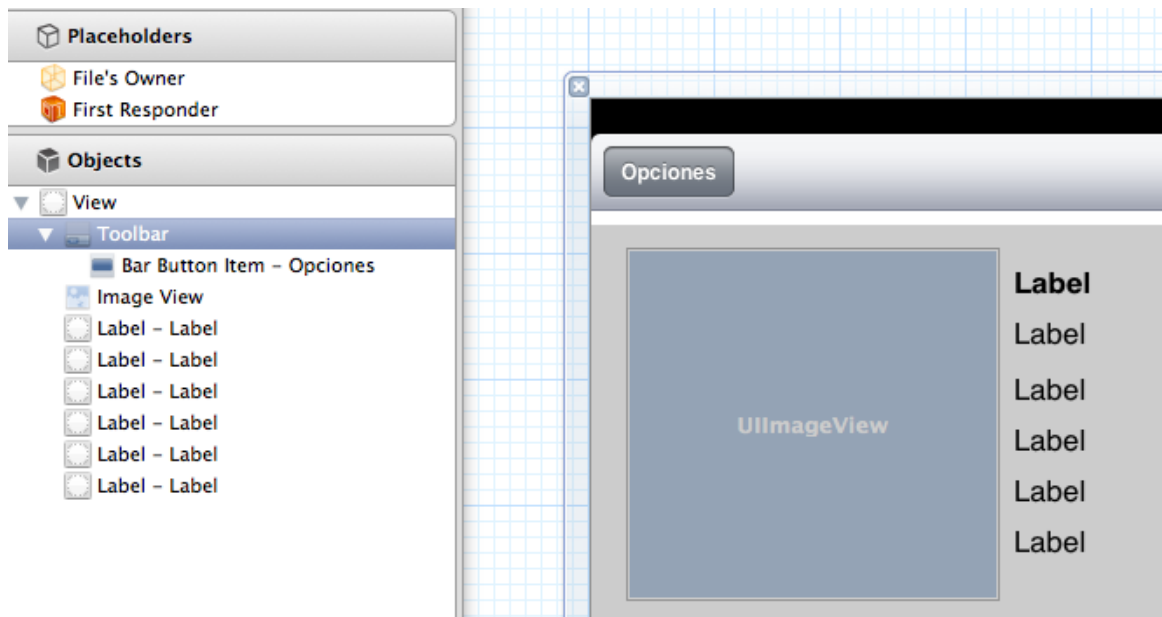 Placeholders
File's Owner
First Responder
Objects
View
Toolbar
Bar Button Item – Opciones
Image View
Label – Label
Label – Label
Label – Label
Label – Label
Label – Label
Label – Label
Opciones
UIImageView
Label
Label
Label
Label
Label
Label